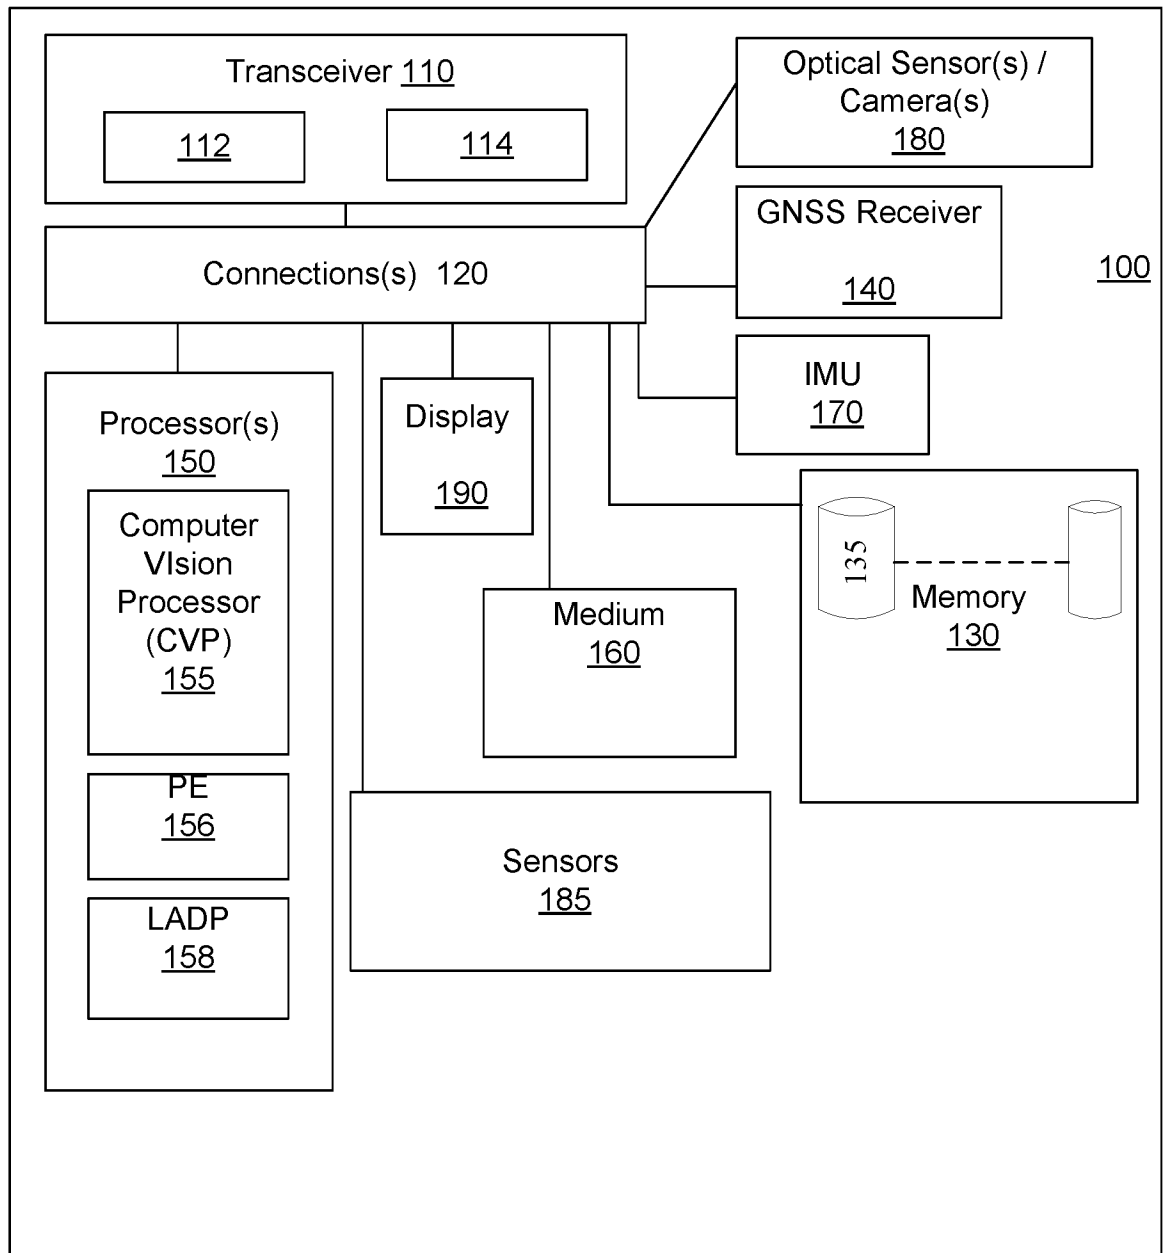 Transceiver 110
112
114
Optical Sensor(s) /
Camera(s)
180
Connections(s) 120
GNSS Receiver
140
100
IMU
170
Processor(s)
150
Computer
VIsion
Processor
(CVP)
155
PE
156
LADP
158
Display
190
Medium
160
135
Memory
130
Sensors
185